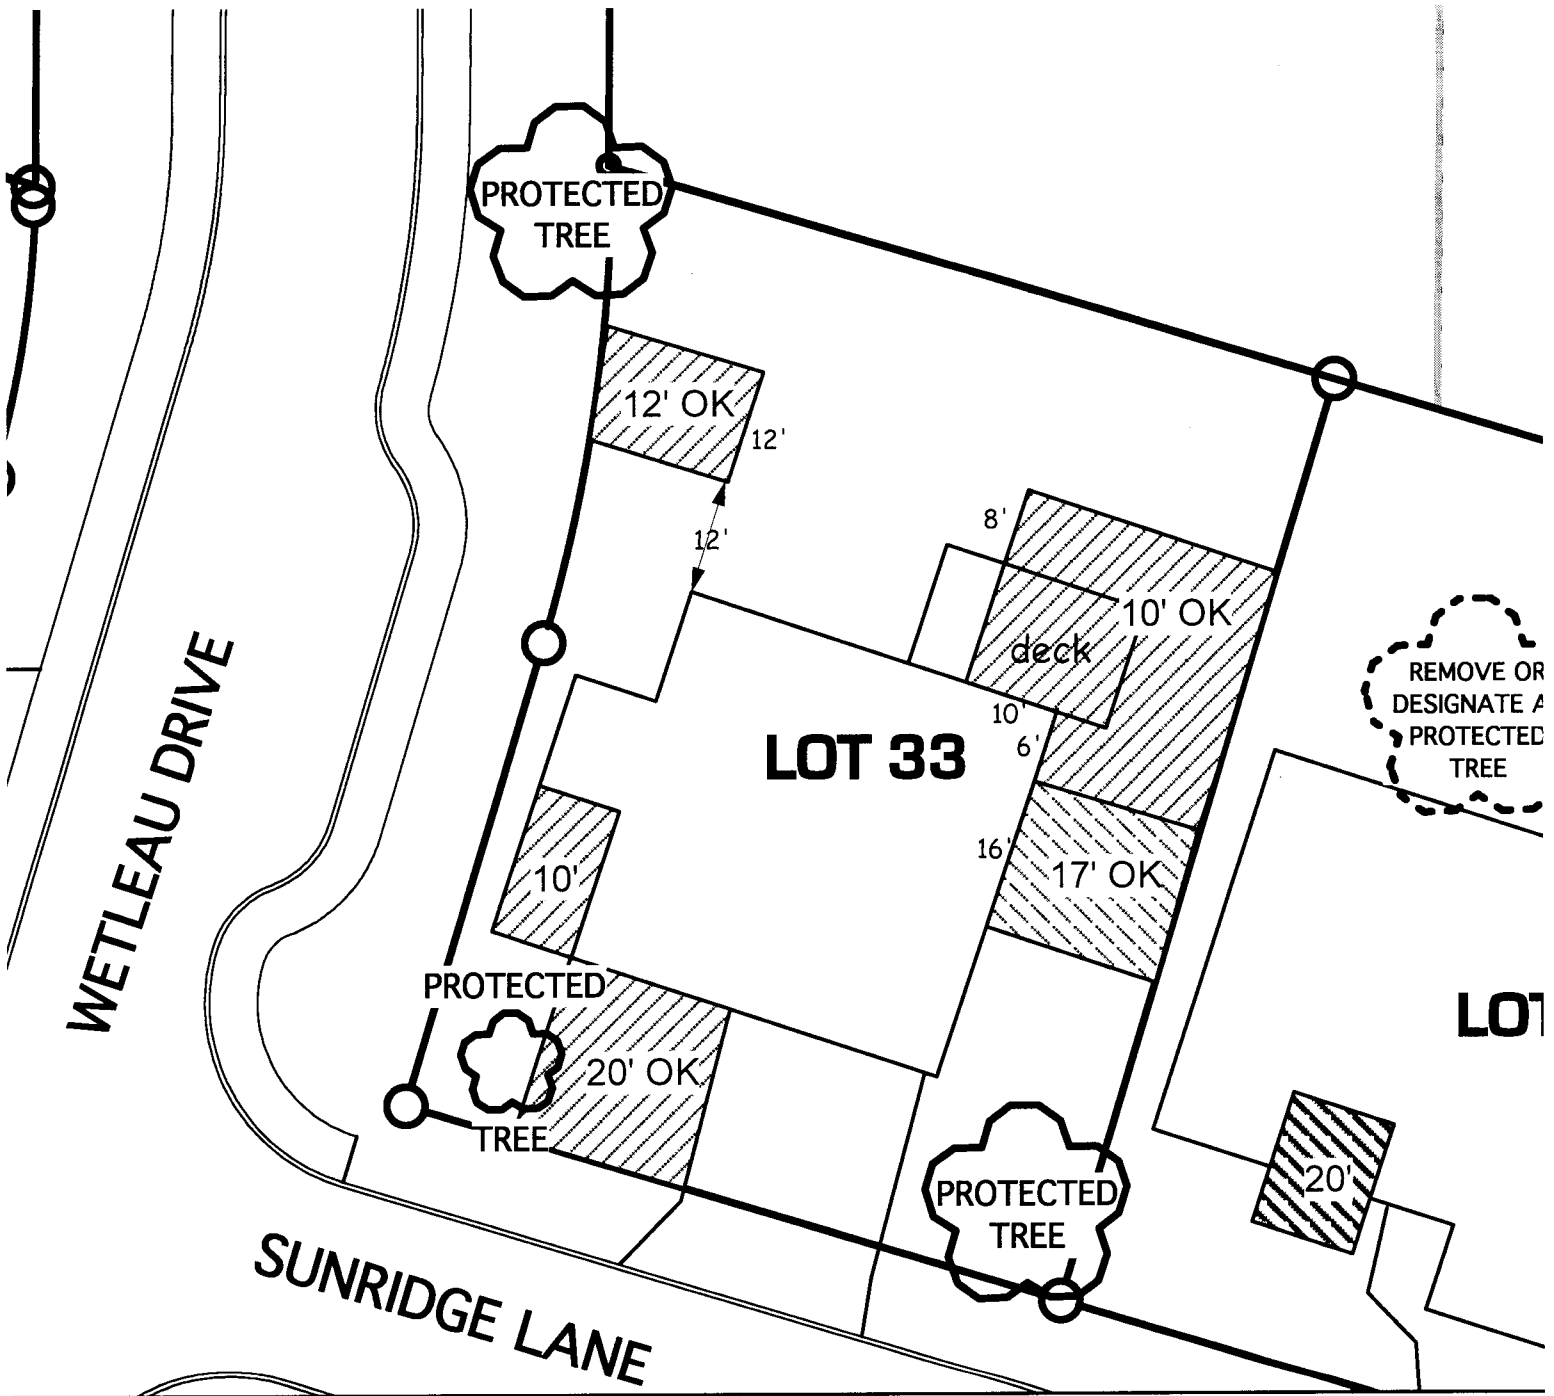 PROTECTED
TREE
12' OK
12'
12'
8'
10' OK
deck
10'
6'
LOT 33
16'
17' OK
10'
WETLEAU DRIVE
PROTECTED
TREE
20' OK
PROTECTED
TREE
SUNRIDGE LANE
REMOVE OR
DESIGNATE A
PROTECTED
TREE
LOT
20'